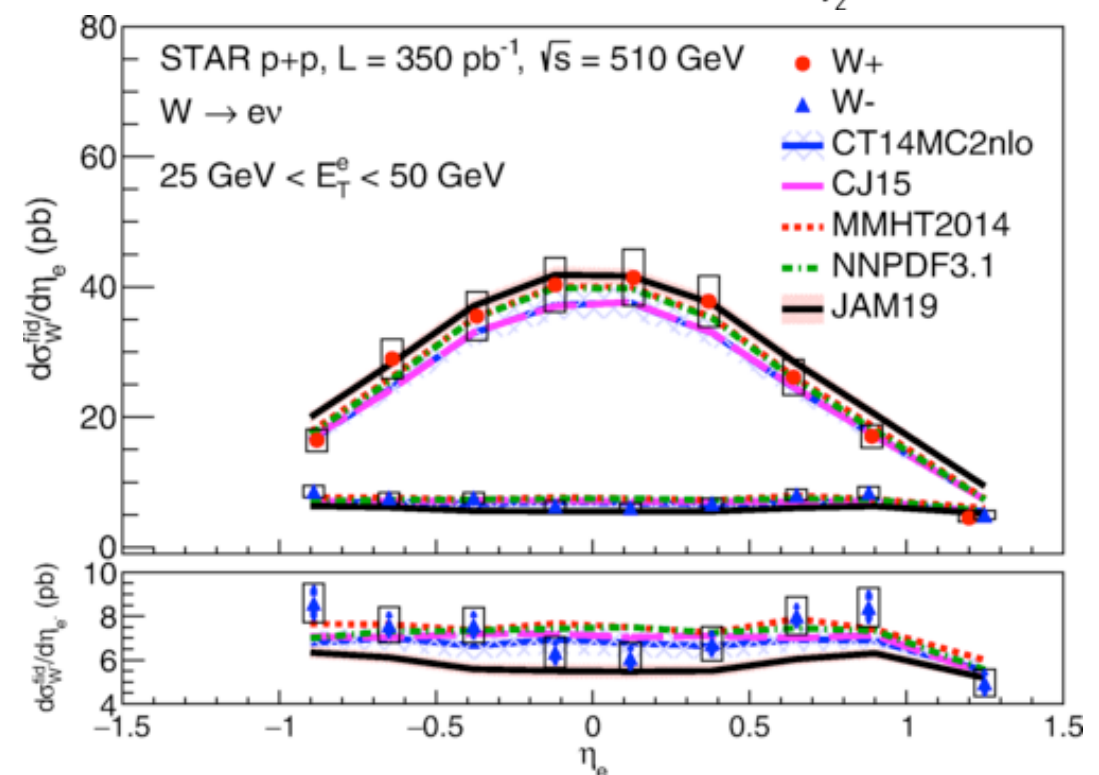 STAR p+p, L = 350 pb⁻¹, √s = 510 GeV
W → eν
25 GeV < E_T^e < 50 GeV
W+
W-
CT14MC2nlo
CJ15
MMHT2014
NNPDF3.1
JAM19
dσ_W^fid/dη_e (pb)
80
60
40
20
0
dσ_W^fid/dη_e- (pb)
10
8
6
4
−1.5 −1 −0.5 0 0.5 1 1.5
η_e